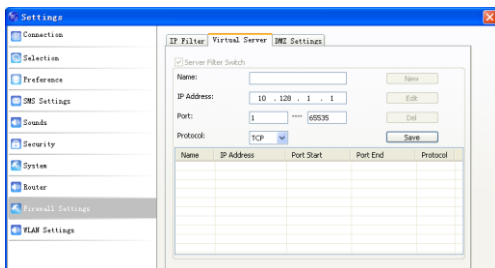 Settings
Connection
Selection
Preference
SMS Settings
Sounds
Security
System
Router
Firewall Settings
WLAN Settings
IP Filter Virtual Server DMZ Settings
Server Filter Switch
Name: New
IP Address: 10 . 128 . 1 . 1 Edit
Port: 1 ---- 65535 Del
Protocol: TCP Save
Name IP Address Port Start Port End Protocol